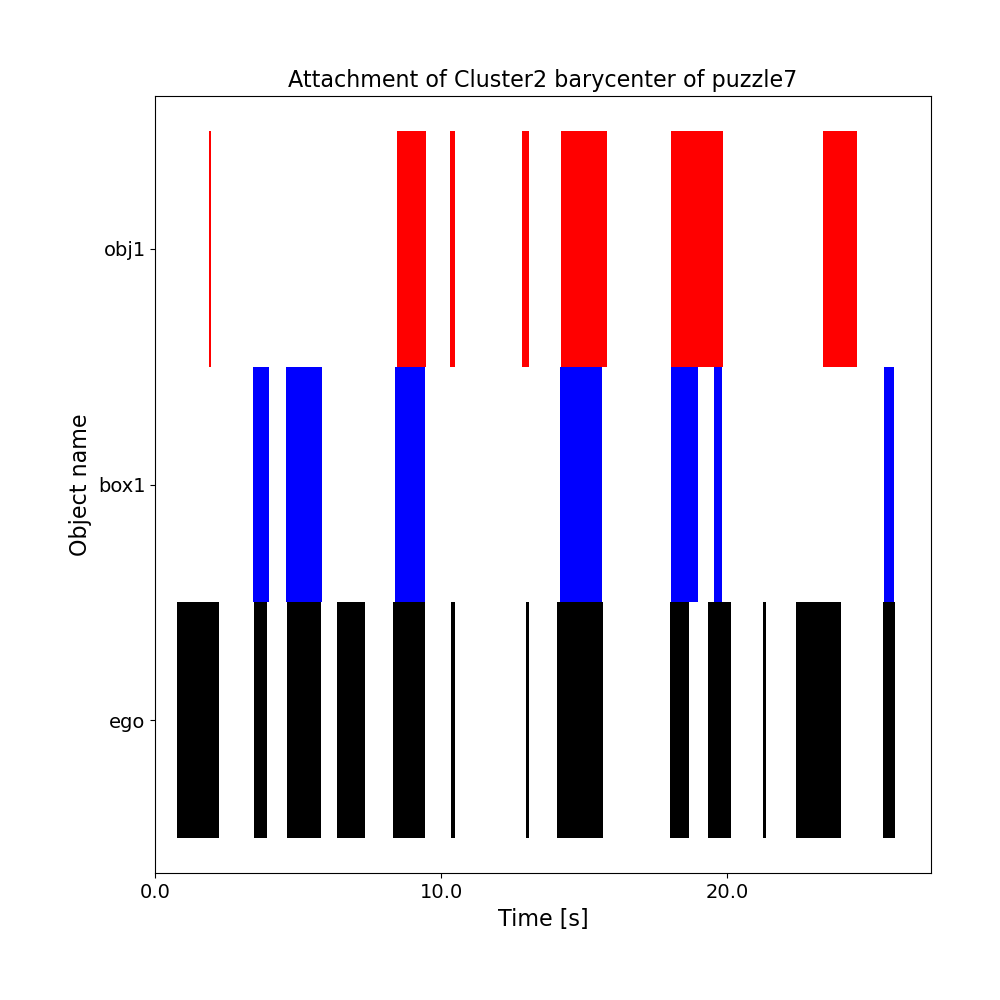 Attachment of Cluster2 barycenter of puzzle7
obj1
box1
ego
Object name
0.0
10.0
20.0
Time [s]